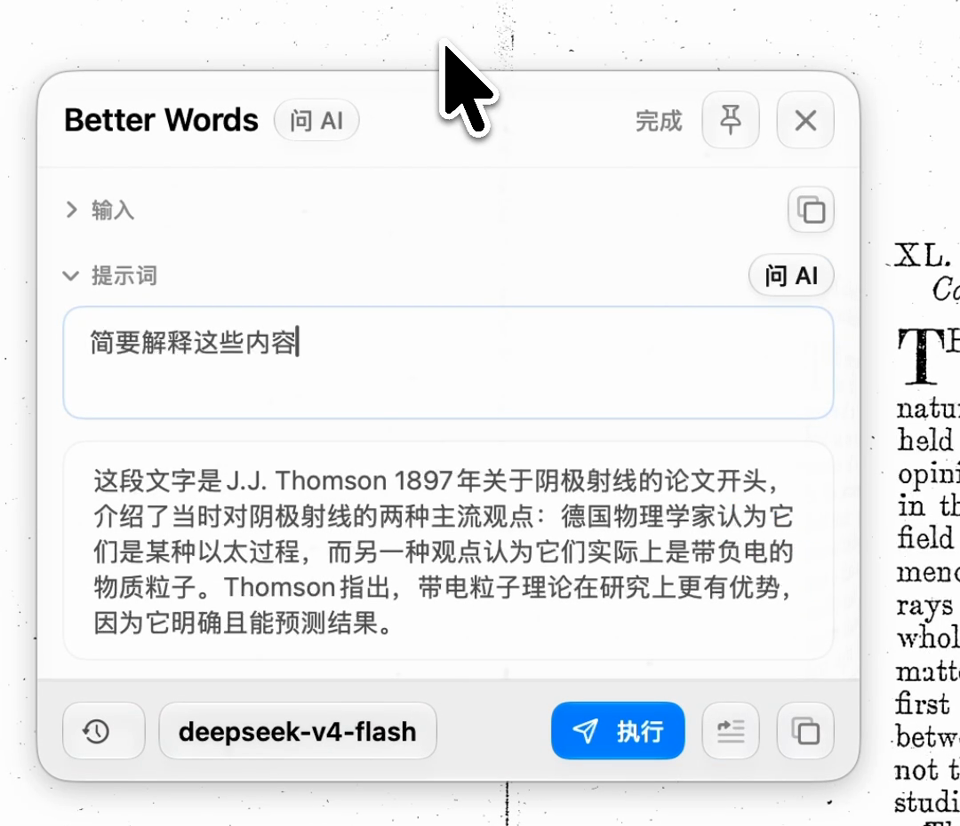 Better Words 问 AI 完成
输入
提示词 问 AI
简要解释这些内容
这段文字是 J.J. Thomson 1897 年关于阴极射线的论文开头，
介绍了当时对阴极射线的两种主流观点：德国物理学家认为它
们是某种以太过程，而另一种观点认为它们实际上是带负电的
物质粒子。Thomson 指出，带电粒子理论在研究上更有优势，
因为它明确且能预测结果。
deepseek-v4-flash 执行
XL.
natu
held
opini
in th
field
rays
whol
matt
first
betw
not t
studi